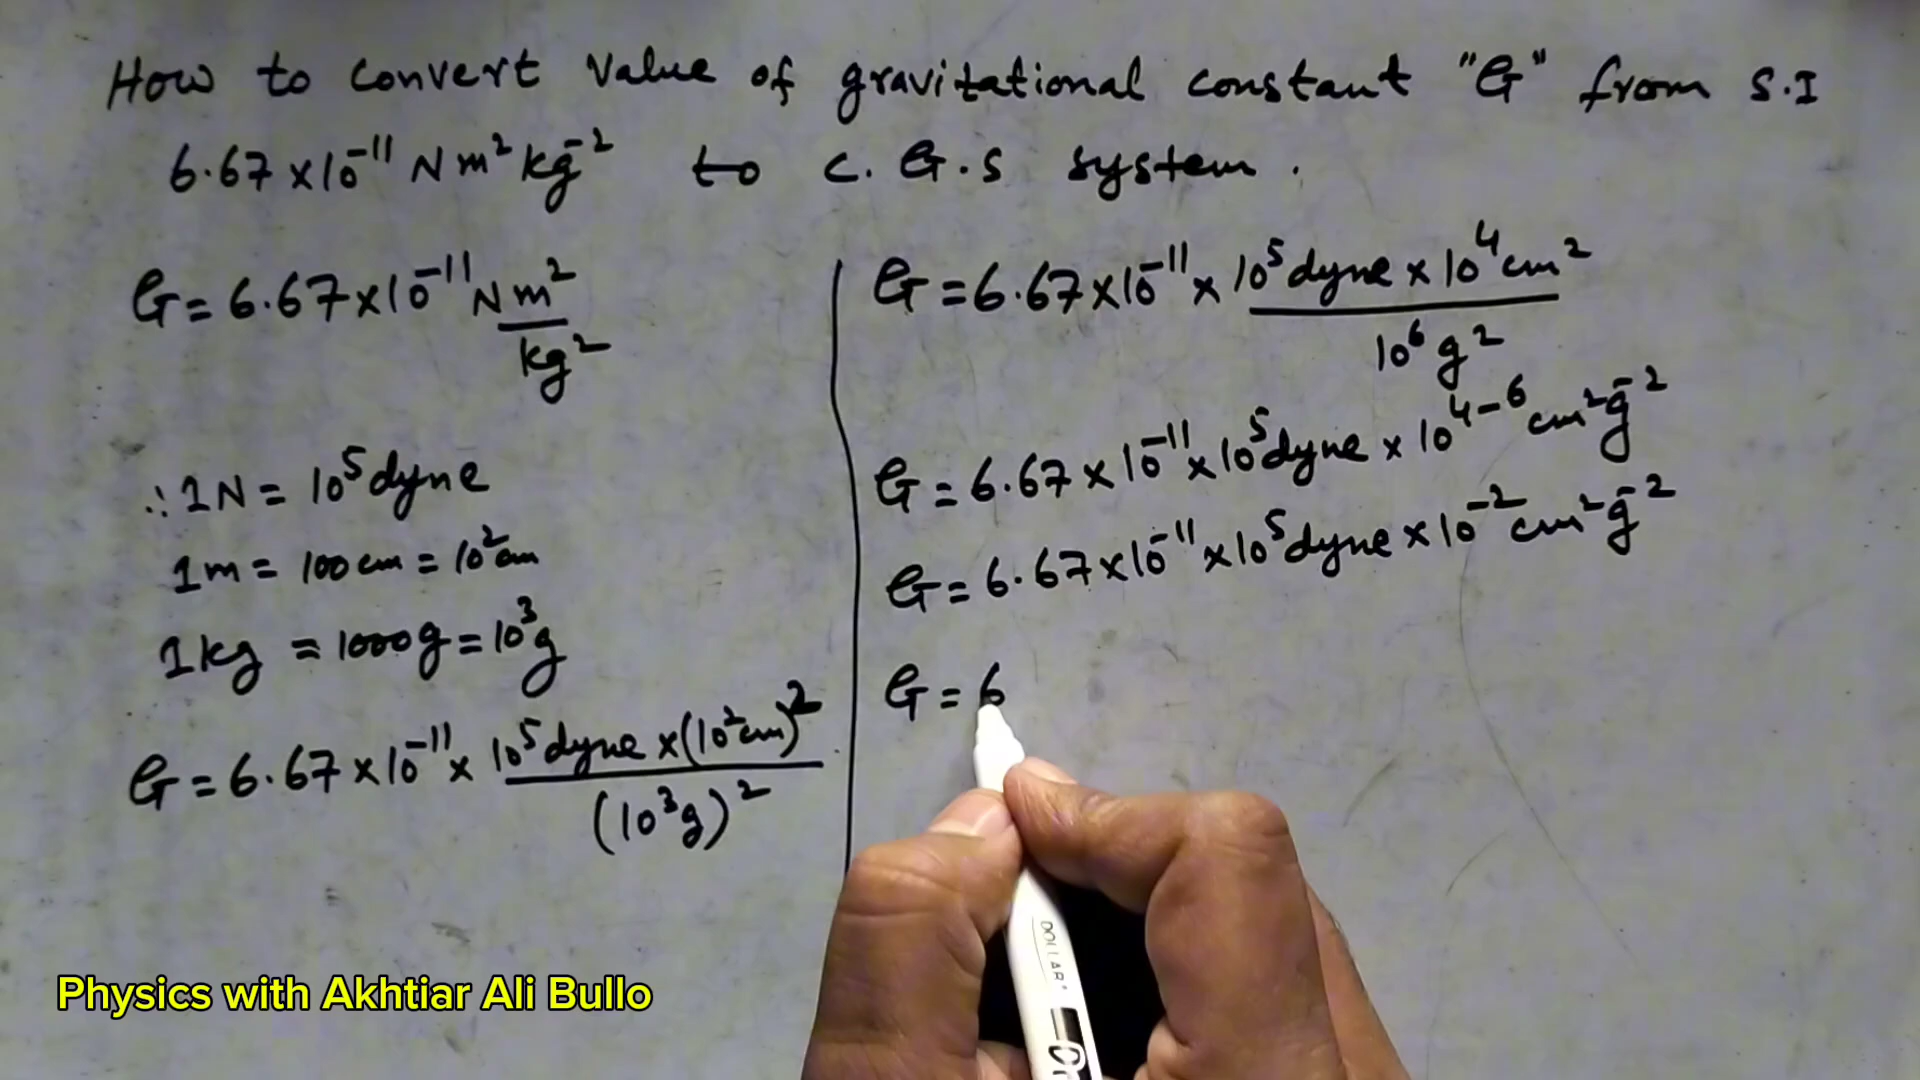 How to convert value of gravitational constant "G" from S.I
6.67×10⁻¹¹ N m² kg⁻² to C.G.S system.
G = 6.67×10⁻¹¹ N m²/kg²
∴ 1N = 10⁵ dyne
1m = 100 cm = 10² cm
1kg = 1000g = 10³g
G = 6.67×10⁻¹¹ × 10⁵ dyne × (10² cm)²/(10³g)²
G = 6.67×10⁻¹¹ × 10⁵ dyne × 10⁴ cm²/10⁶ g²
G = 6.67×10⁻¹¹ × 10⁵ dyne × 10⁴⁻⁶ cm² g⁻²
G = 6.67×10⁻¹¹ × 10⁵ dyne × 10⁻² cm² g⁻²
G = 6
DOLLAR
Physics with Akhtiar Ali Bullo